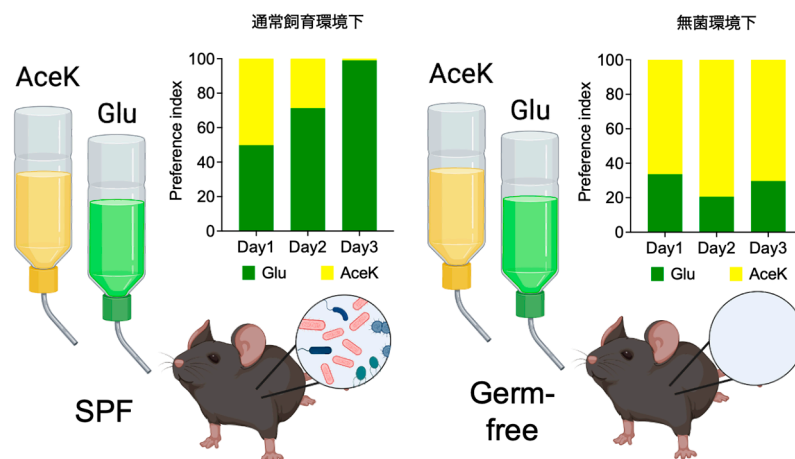 通常飼育環境下
AceK
Glu
Preference index
100
80
60
40
20
0
Day1 Day2 Day3
Glu AceK
SPF
無菌環境下
AceK
Glu
Preference index
100
80
60
40
20
0
Day1 Day2 Day3
Glu AceK
Germ-
free